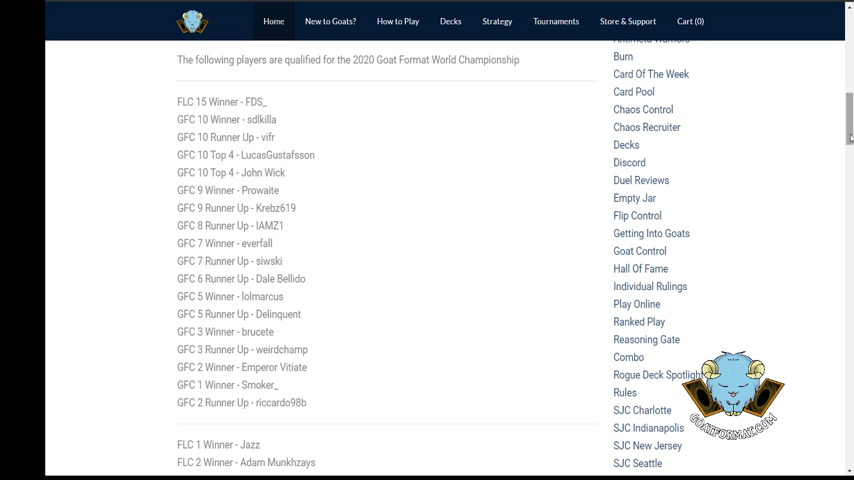 Home
New to Goats?
How to Play
Decks
Strategy
Tournaments
Store & Support
Cart (0)
The following players are qualified for the 2020 Goat Format World Championship
FLC 15 Winner - FDS_
GFC 10 Winner - sdlkilla
GFC 10 Runner Up - vifr
GFC 10 Top 4 - LucasGustafsson
GFC 10 Top 4 - John Wick
GFC 9 Winner - Prowaite
GFC 9 Runner Up - Krebz619
GFC 8 Runner Up - IAMZ1
GFC 7 Winner - everfall
GFC 7 Runner Up - siwski
GFC 6 Runner Up - Dale Bellido
GFC 5 Winner - lolmarcus
GFC 5 Runner Up - Delinquent
GFC 3 Winner - brucete
GFC 3 Runner Up - weirdchamp
GFC 2 Winner - Emperor Vitiate
GFC 1 Winner - Smoker_
GFC 2 Runner Up - riccardo98b
FLC 1 Winner - Jazz
FLC 2 Winner - Adam Munkhzays
Antimeta Warriors
Burn
Card Of The Week
Card Pool
Chaos Control
Chaos Recruiter
Decks
Discord
Duel Reviews
Empty Jar
Flip Control
Getting Into Goats
Goat Control
Hall Of Fame
Individual Rulings
Play Online
Ranked Play
Reasoning Gate
Combo
Rogue Deck Spotlight
Rules
SJC Charlotte
SJC Indianapolis
SJC New Jersey
SJC Seattle
GOATFORMAT.COM